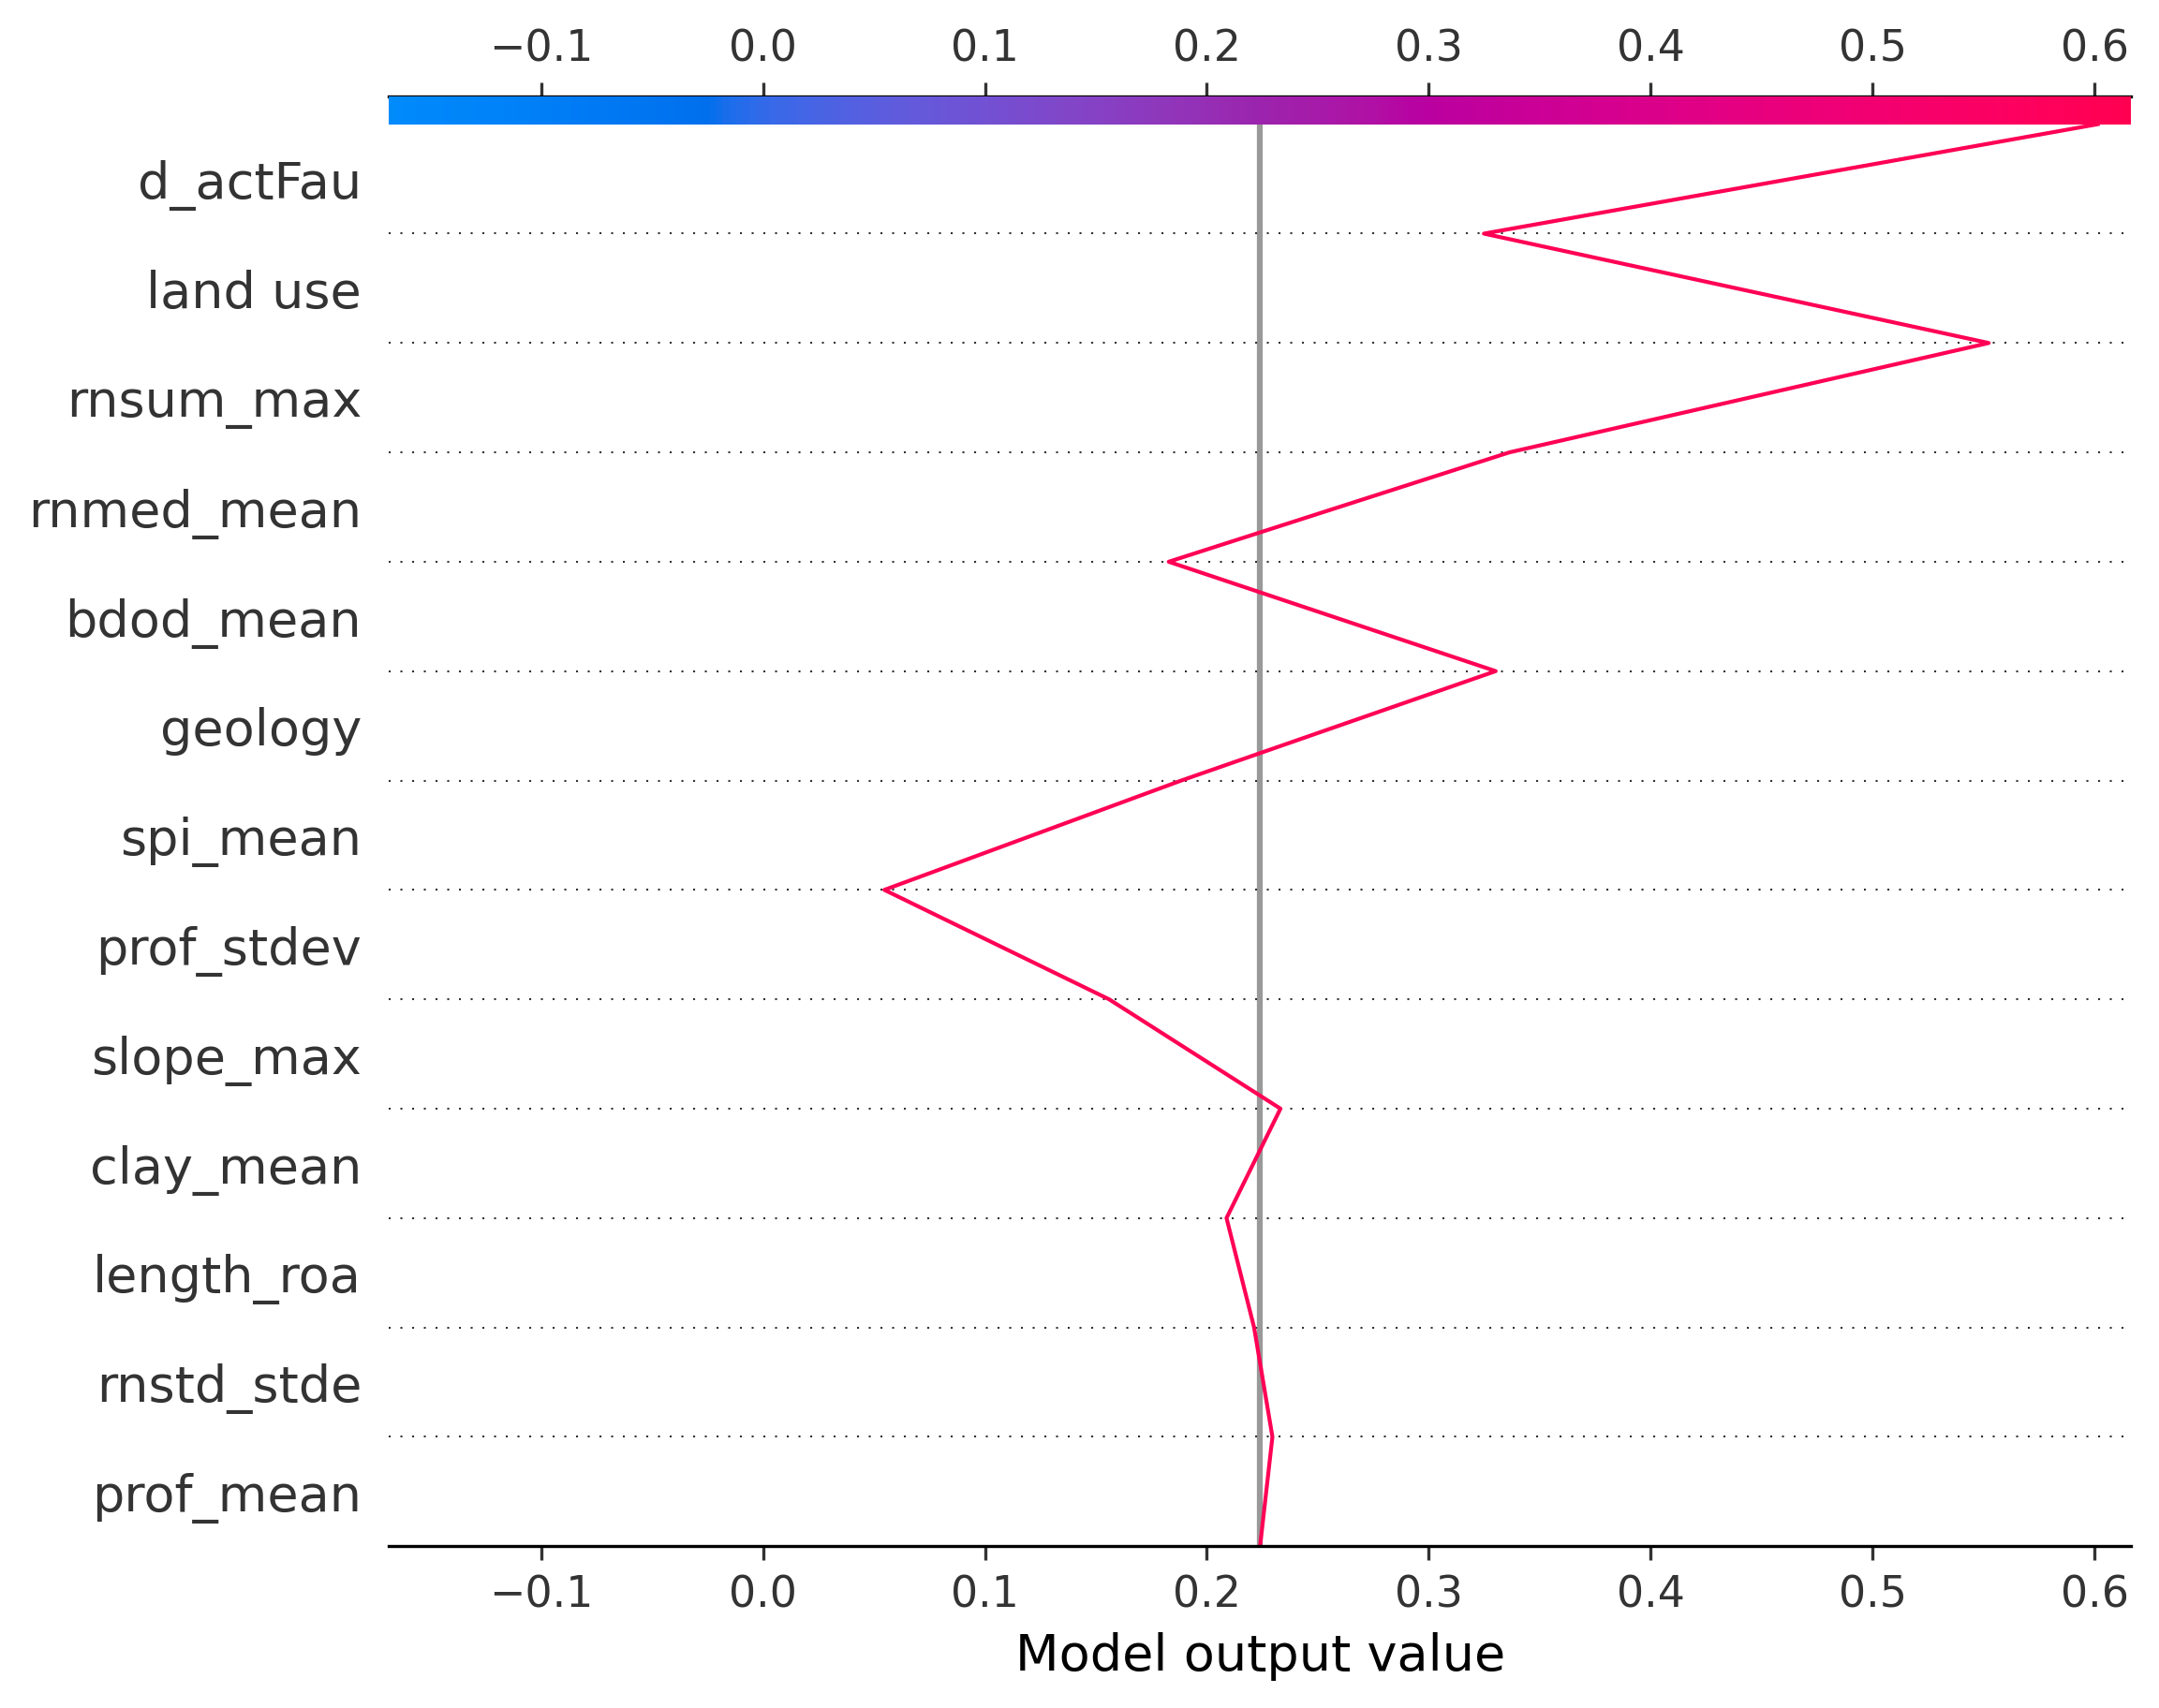 −0.1 0.0 0.1 0.2 0.3 0.4 0.5 0.6
d_actFau
land use
rnsum_max
rnmed_mean
bdod_mean
geology
spi_mean
prof_stdev
slope_max
clay_mean
length_roa
rnstd_stde
prof_mean
−0.1 0.0 0.1 0.2 0.3 0.4 0.5 0.6
Model output value